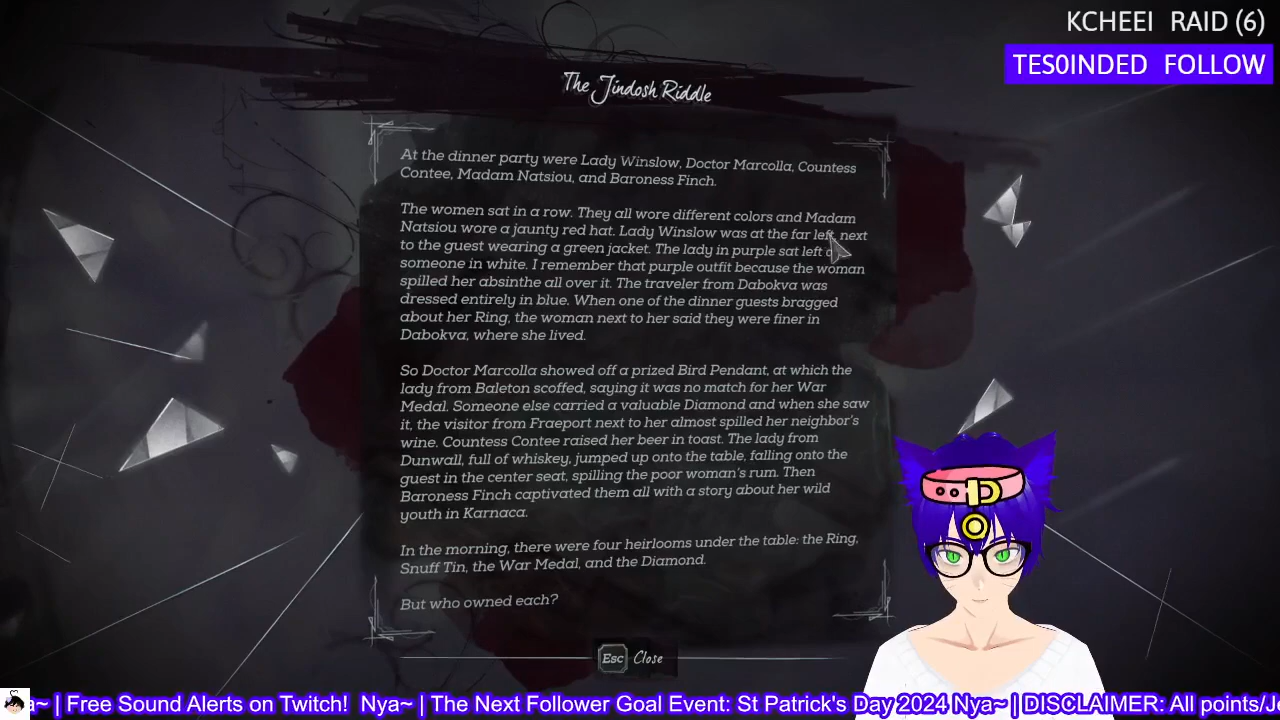 KCHEEI RAID (6)
TES0INDED FOLLOW
The Jindosh Riddle
At the dinner party were Lady Winslow, Doctor Marcolla, Countess
Contee, Madam Natsiou, and Baroness Finch.
The women sat in a row. They all wore different colors and Madam
Natsiou wore a jaunty red hat. Lady Winslow was at the far left, next
to the guest wearing a green jacket. The lady in purple sat left
someone in white. I remember that purple outfit because the woman
spilled her absinthe all over it. The traveler from Dabokva was
dressed entirely in blue. When one of the dinner guests bragged
about her Ring, the woman next to her said they were finer in
Dabokva, where she lived.
So Doctor Marcolla showed off a prized Bird Pendant, at which the
lady from Baleton scoffed, saying it was no match for her War
Medal. Someone else carried a valuable Diamond and when she saw
it, the visitor from Fraeport next to her almost spilled her neighbor's
wine. Countess Contee raised her beer in toast. The lady from
Dunwall, full of whiskey, jumped up onto the table, falling onto the
guest in the center seat, spilling the poor woman's rum. Then
Baroness Finch captivated them all with a story about her wild
youth in Karnaca.
In the morning, there were four heirlooms under the table: the Ring,
Snuff Tin, the War Medal, and the Diamond.
But who owned each?
Esc Close
a~ | Free Sound Alerts on Twitch! Nya~ | The Next Follower Goal Event: St Patrick's Day 2024 Nya~ | DISCLAIMER: All points/J